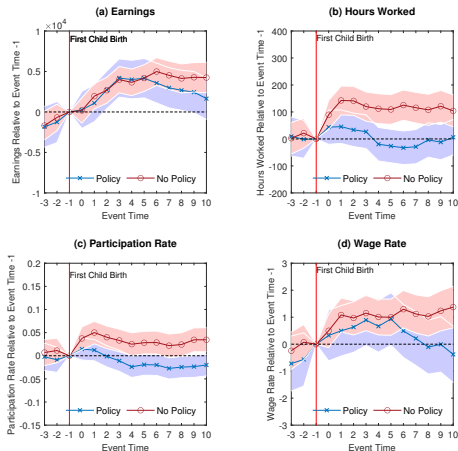 (a) Earnings
×10⁴
First Child Birth
1
0.5
0
-0.5
-1
Earnings Relative to Event Time -1
Policy
No Policy
-3 -2 -1 0 1 2 3 4 5 6 7 8 9 10
Event Time
(b) Hours Worked
First Child Birth
400
300
200
100
0
-100
-200
Hours Worked Relative to Event Time -1
Policy
No Policy
-3 -2 -1 0 1 2 3 4 5 6 7 8 9 10
Event Time
(c) Participation Rate
First Child Birth
0.2
0.15
0.1
0.05
0
-0.05
-0.1
-0.15
Participation Rate Relative to Event Time -1
Policy
No Policy
-3 -2 -1 0 1 2 3 4 5 6 7 8 9 10
Event Time
(d) Wage Rate
First Child Birth
3
2
1
0
-1
-2
-3
Wage Rate Relative to Event Time -1
Policy
No Policy
-3 -2 -1 0 1 2 3 4 5 6 7 8 9 10
Event Time